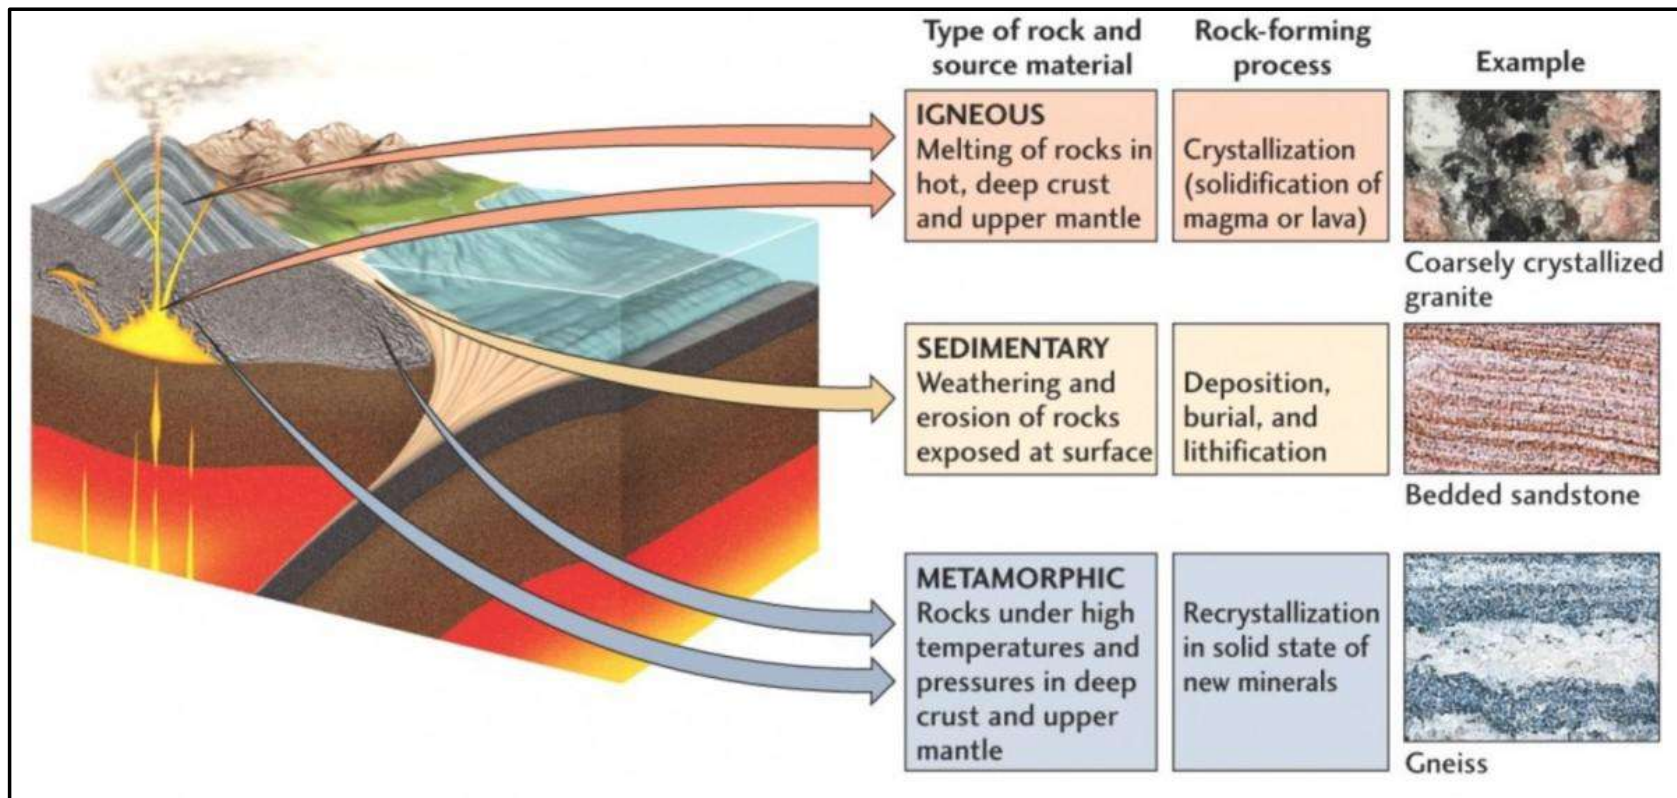 Type of rock and
source material
Rock-forming
process
Example
IGNEOUS
Melting of rocks in
hot, deep crust
and upper mantle
Crystallization
(solidification of
magma or lava)
Coarsely crystallized
granite
SEDIMENTARY
Weathering and
erosion of rocks
exposed at surface
Deposition,
burial, and
lithification
Bedded sandstone
METAMORPHIC
Rocks under high
temperatures and
pressures in deep
crust and upper
mantle
Recrystallization
in solid state of
new minerals
Gneiss